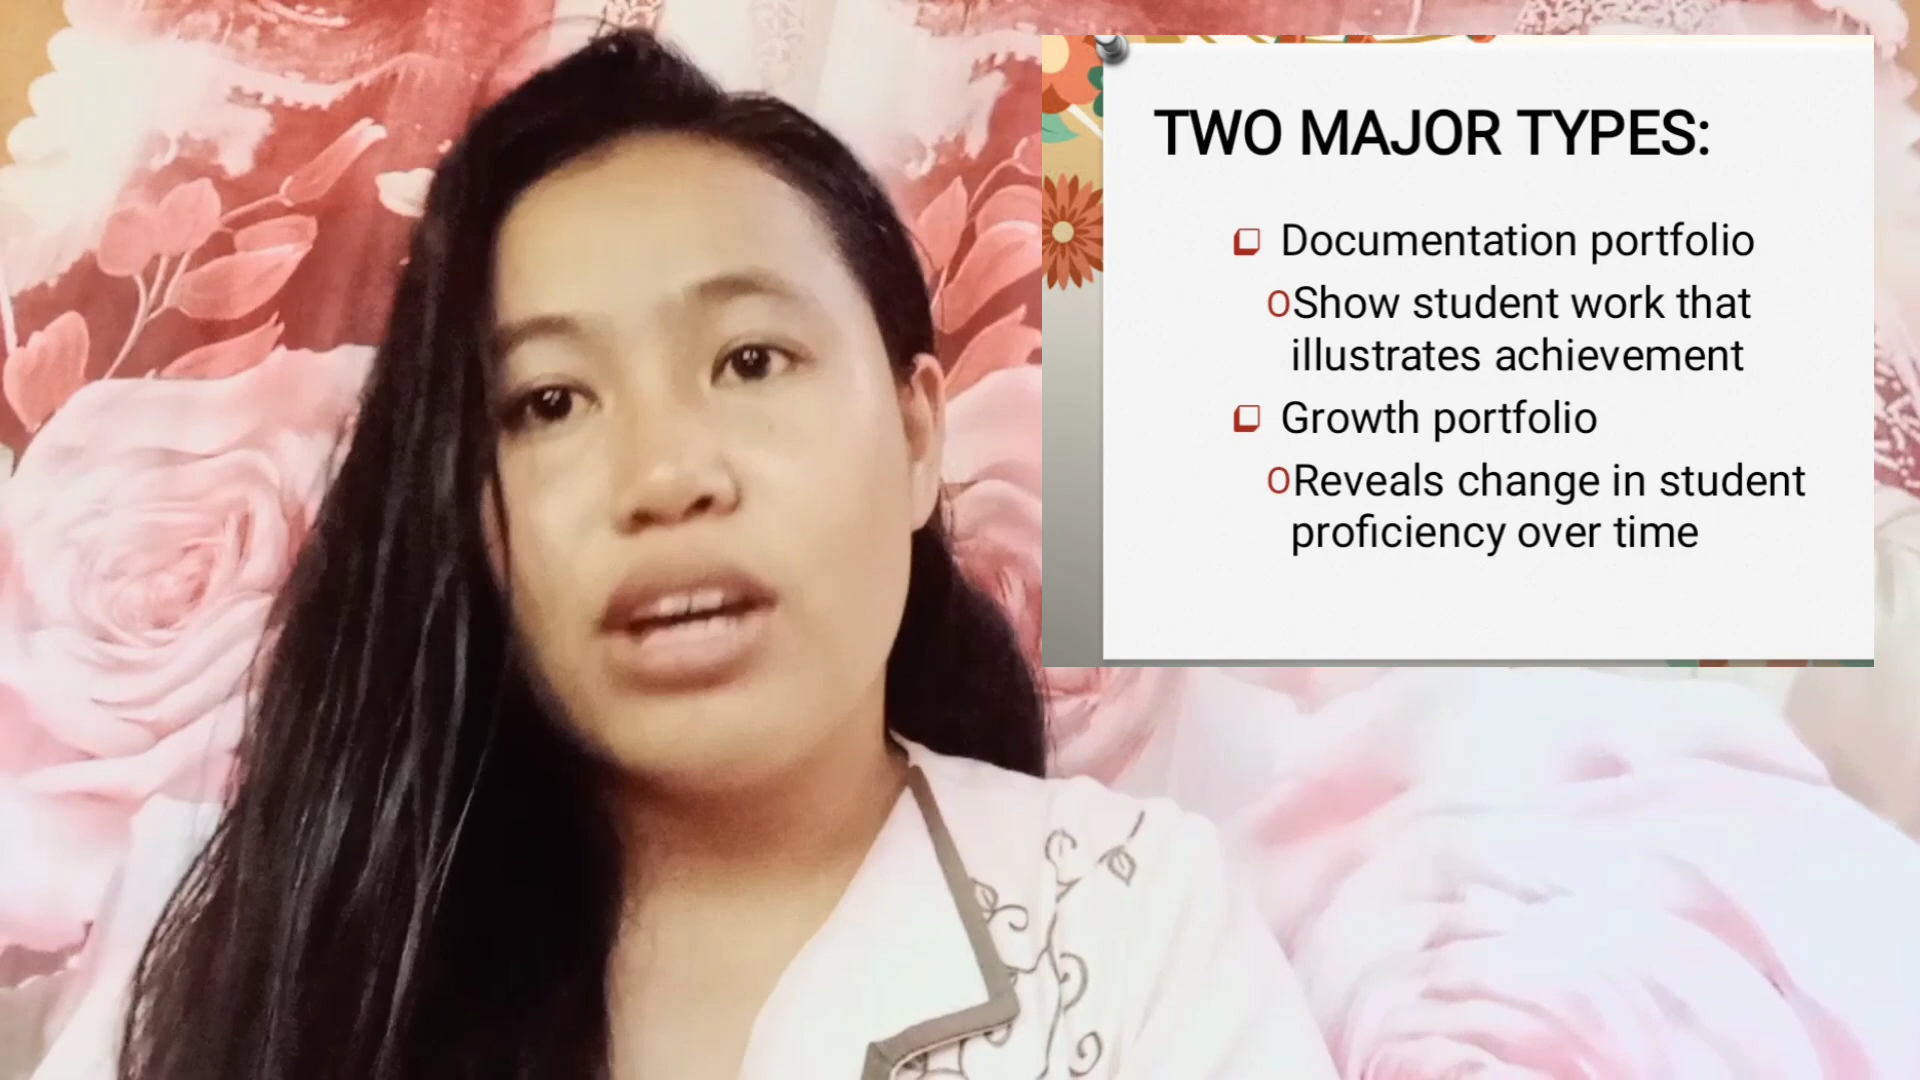 TWO MAJOR TYPES:
Documentation portfolio
OShow student work that
illustrates achievement
Growth portfolio
OReveals change in student
proficiency over time